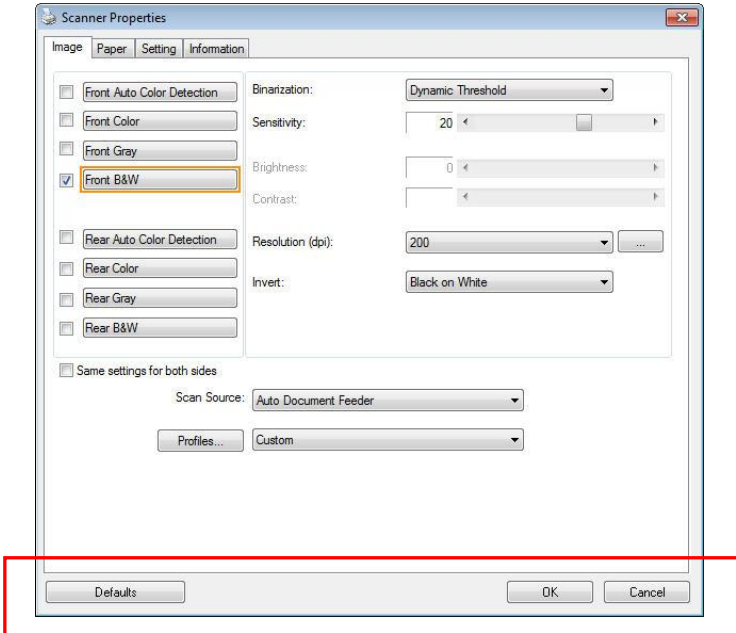 Scanner Properties
Image Paper Setting Information
Front Auto Color Detection
Front Color
Front Gray
Front B&W
Rear Auto Color Detection
Rear Color
Rear Gray
Rear B&W
Binarization: Dynamic Threshold
Sensitivity: 20
Brightness: 0
Contrast:
Resolution (dpi): 200 ...
Invert: Black on White
Same settings for both sides
Scan Source: Auto Document Feeder
Profiles... Custom
Defaults OK Cancel